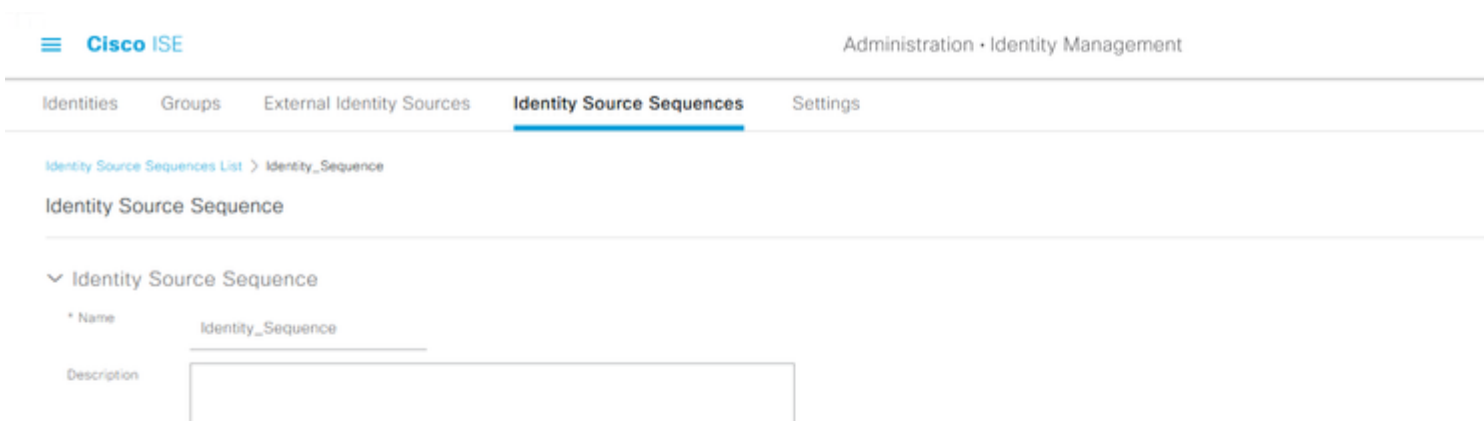 Cisco ISE
Administration · Identity Management
Identities Groups External Identity Sources Identity Source Sequences Settings
Identity Source Sequences List > Identity_Sequence
Identity Source Sequence
Identity Source Sequence
* Name
Identity_Sequence
Description